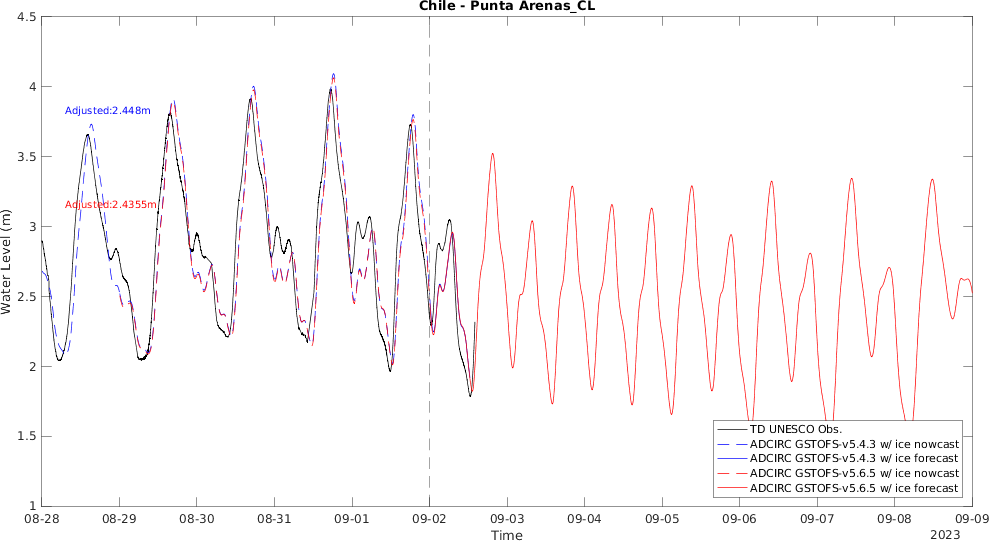 Chile - Punta Arenas_CL
4.5
4
3.5
3
2.5
2
1.5
1
Water Level (m)
Adjusted:2.448m
Adjusted:2.4355m
TD UNESCO Obs.
ADCIRC GSTOFS-v5.4.3 w/ ice nowcast
ADCIRC GSTOFS-v5.4.3 w/ ice forecast
ADCIRC GSTOFS-v5.6.5 w/ ice nowcast
ADCIRC GSTOFS-v5.6.5 w/ ice forecast
08-28 08-29 08-30 08-31 09-01 09-02 09-03 09-04 09-05 09-06 09-07 09-08 09-09
Time
2023